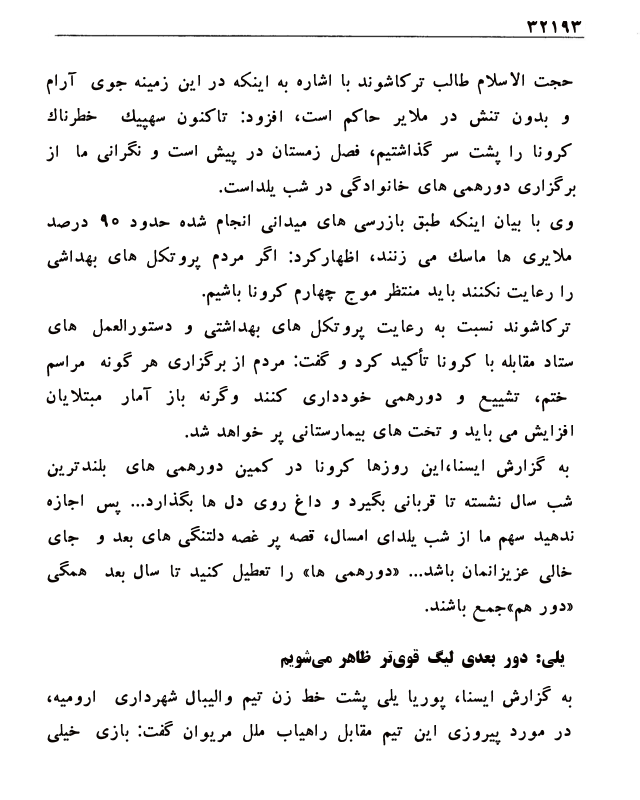 ۳۲۱۹۳
حجت الاسلام طالب ترکاشوند با اشاره به اینکه در این زمینه جوی آرام
و بدون تنش در ملایر حاکم است، افزود: تاکنون سهپیك خطرناك
کرونا را پشت سر گذاشتیم، فصل زمستان در پیش است و نگرانی ما از
برگزاری دورهمی های خانوادگی در شب یلداست.
وی با بیان اینکه طبق بازرسی های میدانی انجام شده حدود ۹۰ درصد
ملایری ها ماسك می زنند، اظهارکرد: اگر مردم پروتکل های بهداشی
را رعایت نکنند باید منتظر موج چهارم کرونا باشیم.
ترکاشوند نسبت به رعایت پروتکل های بهداشتی و دستورالعمل های
ستاد مقابله با کرونا تأکید کرد و گفت: مردم از برگزاری هر گونه مراسم
ختم، تشییع و دورهمی خودداری کنند وگرنه باز آمار مبتلایان
افزایش می باید و تخت های بیمارستانی پر خواهد شد.
به گزارش ایسنا،این روزها کرونا در کمین دورهمی های بلندترین
شب سال نشسته تا قربانی بگیرد و داغ روی دل ها بگذارد... پس اجازه
ندهید سهم ما از شب یلدای امسال، قصه پر غصه دلتنگی های بعد و جای
خالی عزیزانمان باشد... «دورهمی ها» را تعطیل کنید تا سال بعد همگی
«دور هم»جمع باشند.
یلی: دور بعدی لیگ قوی‌تر ظاهر می‌شویم
به گزارش ایسنا، پوریا یلی پشت خط زن تیم والیبال شهرداری ارومیه،
در مورد پیروزی این تیم مقابل راهیاب ملل مریوان گفت: بازی خیلی